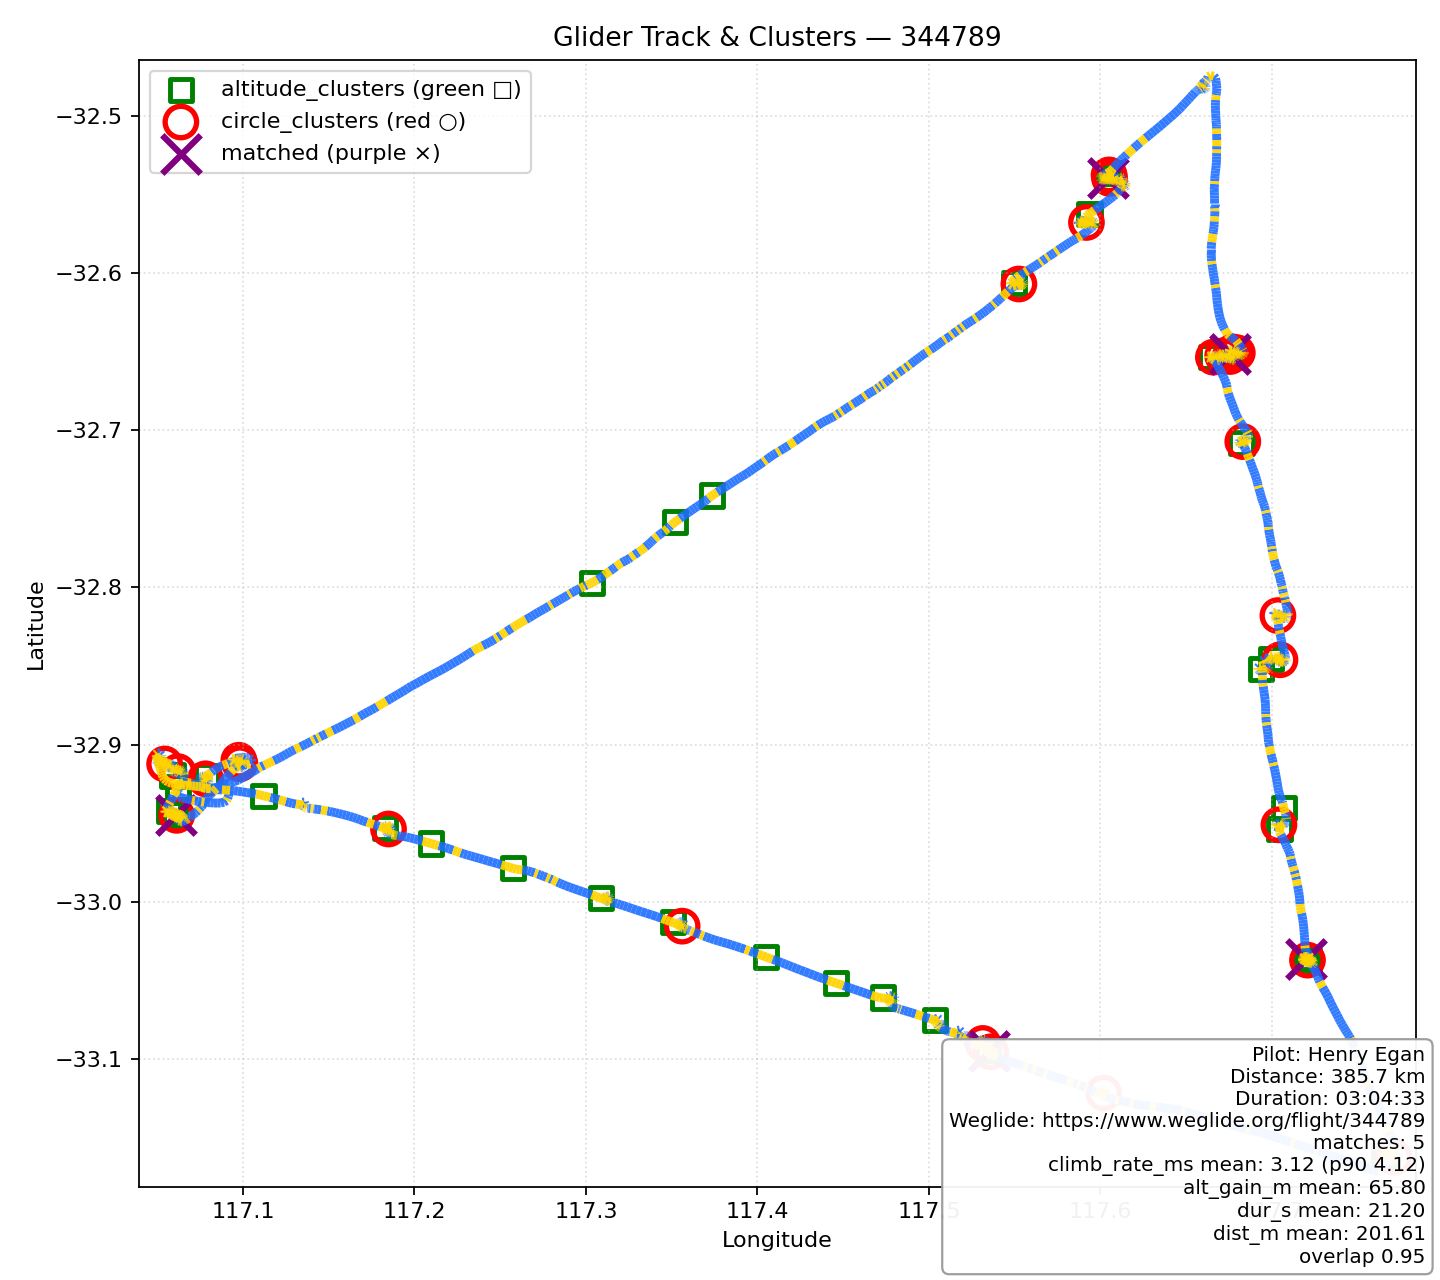 Glider Track & Clusters — 344789
altitude_clusters (green □)
circle_clusters (red ○)
matched (purple ×)
Latitude
−32.5
−32.6
−32.7
−32.8
−32.9
−33.0
−33.1
117.1
117.2
117.3
117.4
117.5
117.6
Longitude
Pilot: Henry Egan
Distance: 385.7 km
Duration: 03:04:33
Weglide: https://www.weglide.org/flight/344789
matches: 5
climb_rate_ms mean: 3.12 (p90 4.12)
alt_gain_m mean: 65.80
dur_s mean: 21.20
dist_m mean: 201.61
overlap 0.95